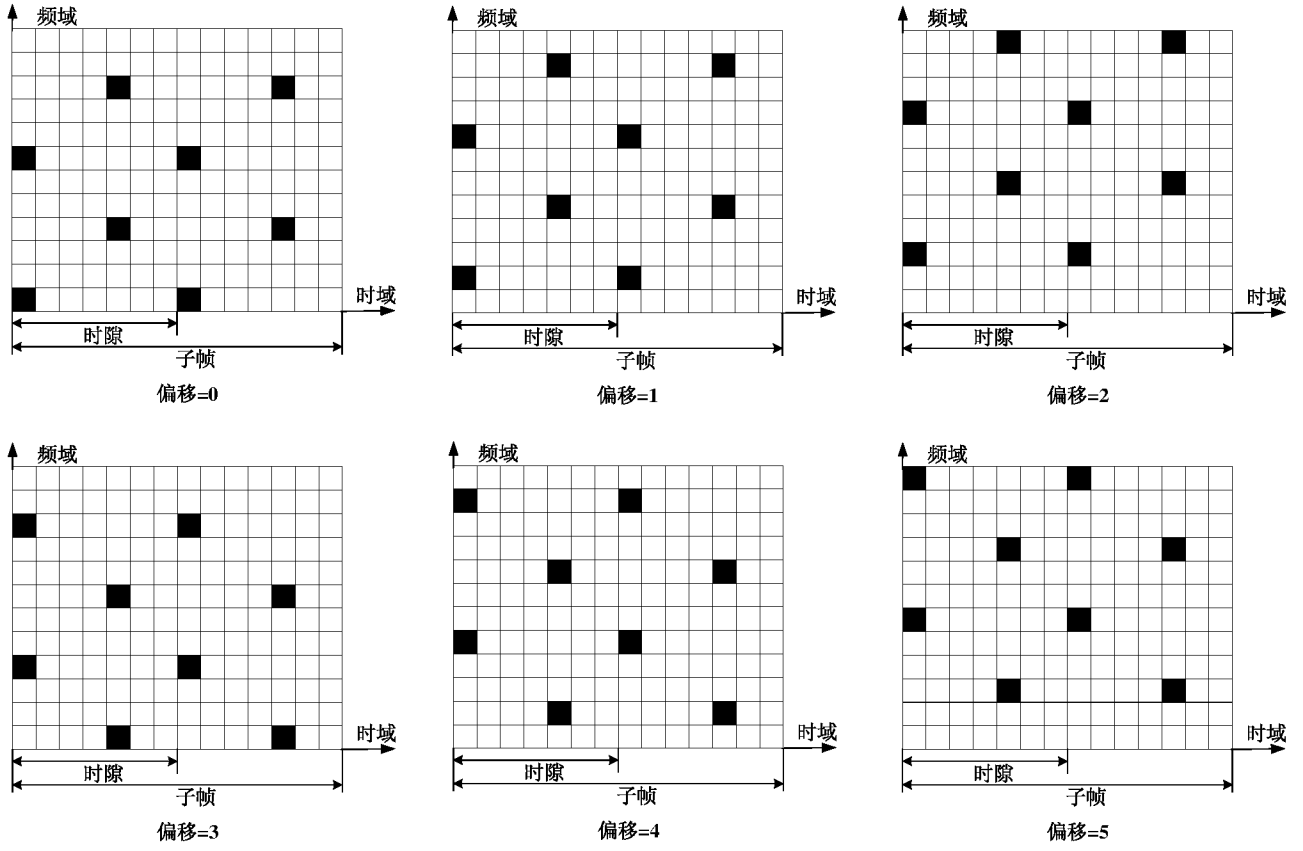 频域
时域
时隙
子帧
偏移=0
频域
时域
时隙
子帧
偏移=1
频域
时域
时隙
子帧
偏移=2
频域
时域
时隙
子帧
偏移=3
频域
时域
时隙
子帧
偏移=4
频域
时域
时隙
子帧
偏移=5